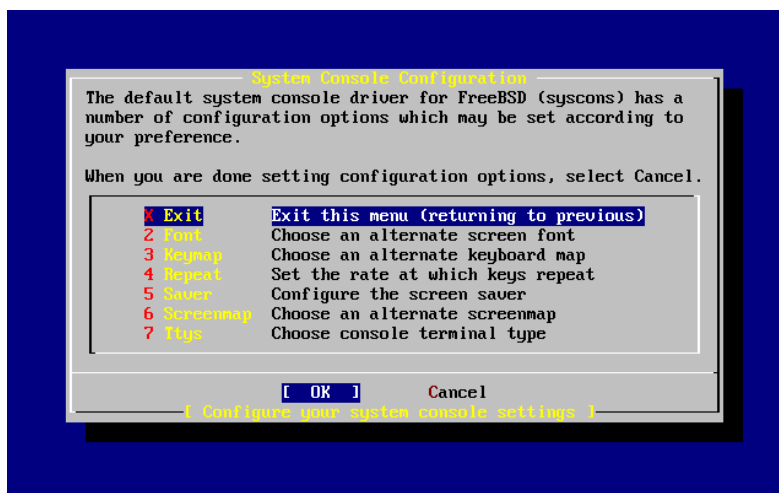 System Console Configuration
The default system console driver for FreeBSD (syscons) has a
number of configuration options which may be set according to
your preference.
When you are done setting configuration options, select Cancel.
X Exit Exit this menu (returning to previous)
2 Font Choose an alternate screen font
3 Keymap Choose an alternate keyboard map
4 Repeat Set the rate at which keys repeat
5 Saver Configure the screen saver
6 Screenmap Choose an alternate screenmap
7 Ttys Choose console terminal type
[ OK ] Cancel
[ Configure your system console settings ]